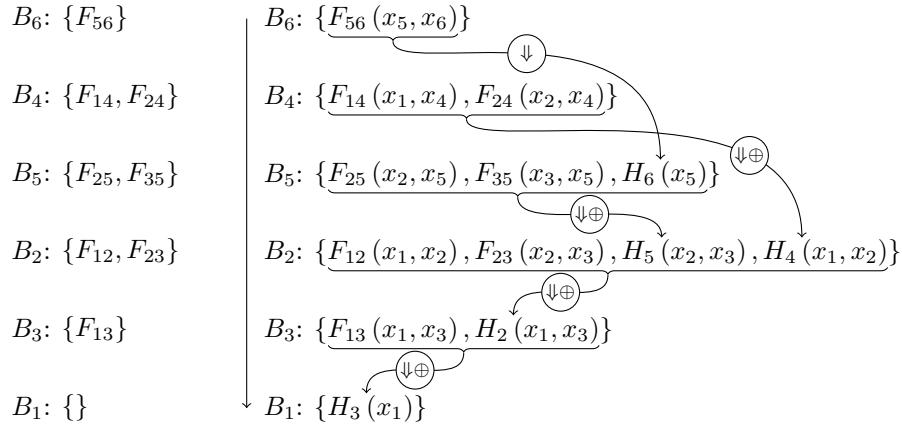 B₆: {F₅₆} B₆: {F₅₆ (x₅, x₆)}
⇓
B₄: {F₁₄, F₂₄} B₄: {F₁₄ (x₁, x₄) , F₂₄ (x₂, x₄)}
⇓⊕
B₅: {F₂₅, F₃₅} B₅: {F₂₅ (x₂, x₅) , F₃₅ (x₃, x₅) , H₆ (x₅)}
⇓⊕
B₂: {F₁₂, F₂₃} B₂: {F₁₂ (x₁, x₂) , F₂₃ (x₂, x₃) , H₅ (x₂, x₃) , H₄ (x₁, x₂)}
⇓⊕
B₃: {F₁₃} B₃: {F₁₃ (x₁, x₃) , H₂ (x₁, x₃)}
⇓⊕
B₁: {} B₁: {H₃ (x₁)}